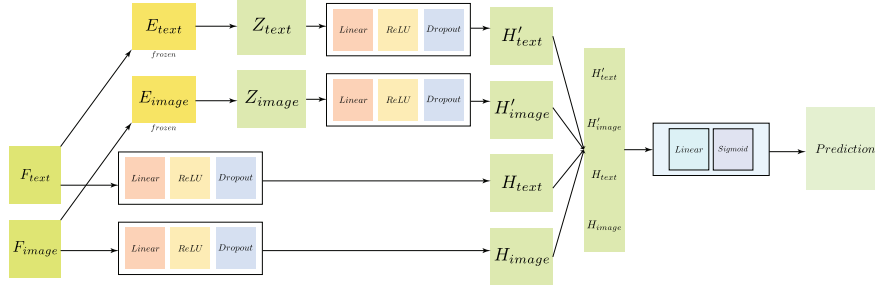 E_text
frozen
Z_text
Linear ReLU Dropout
H'_text
E_image
frozen
Z_image
Linear ReLU Dropout
H'_image
F_text
Linear ReLU Dropout
H_text
F_image
Linear ReLU Dropout
H_image
H'_text
H'_image
H_text
H_image
Linear Sigmoid
Prediction